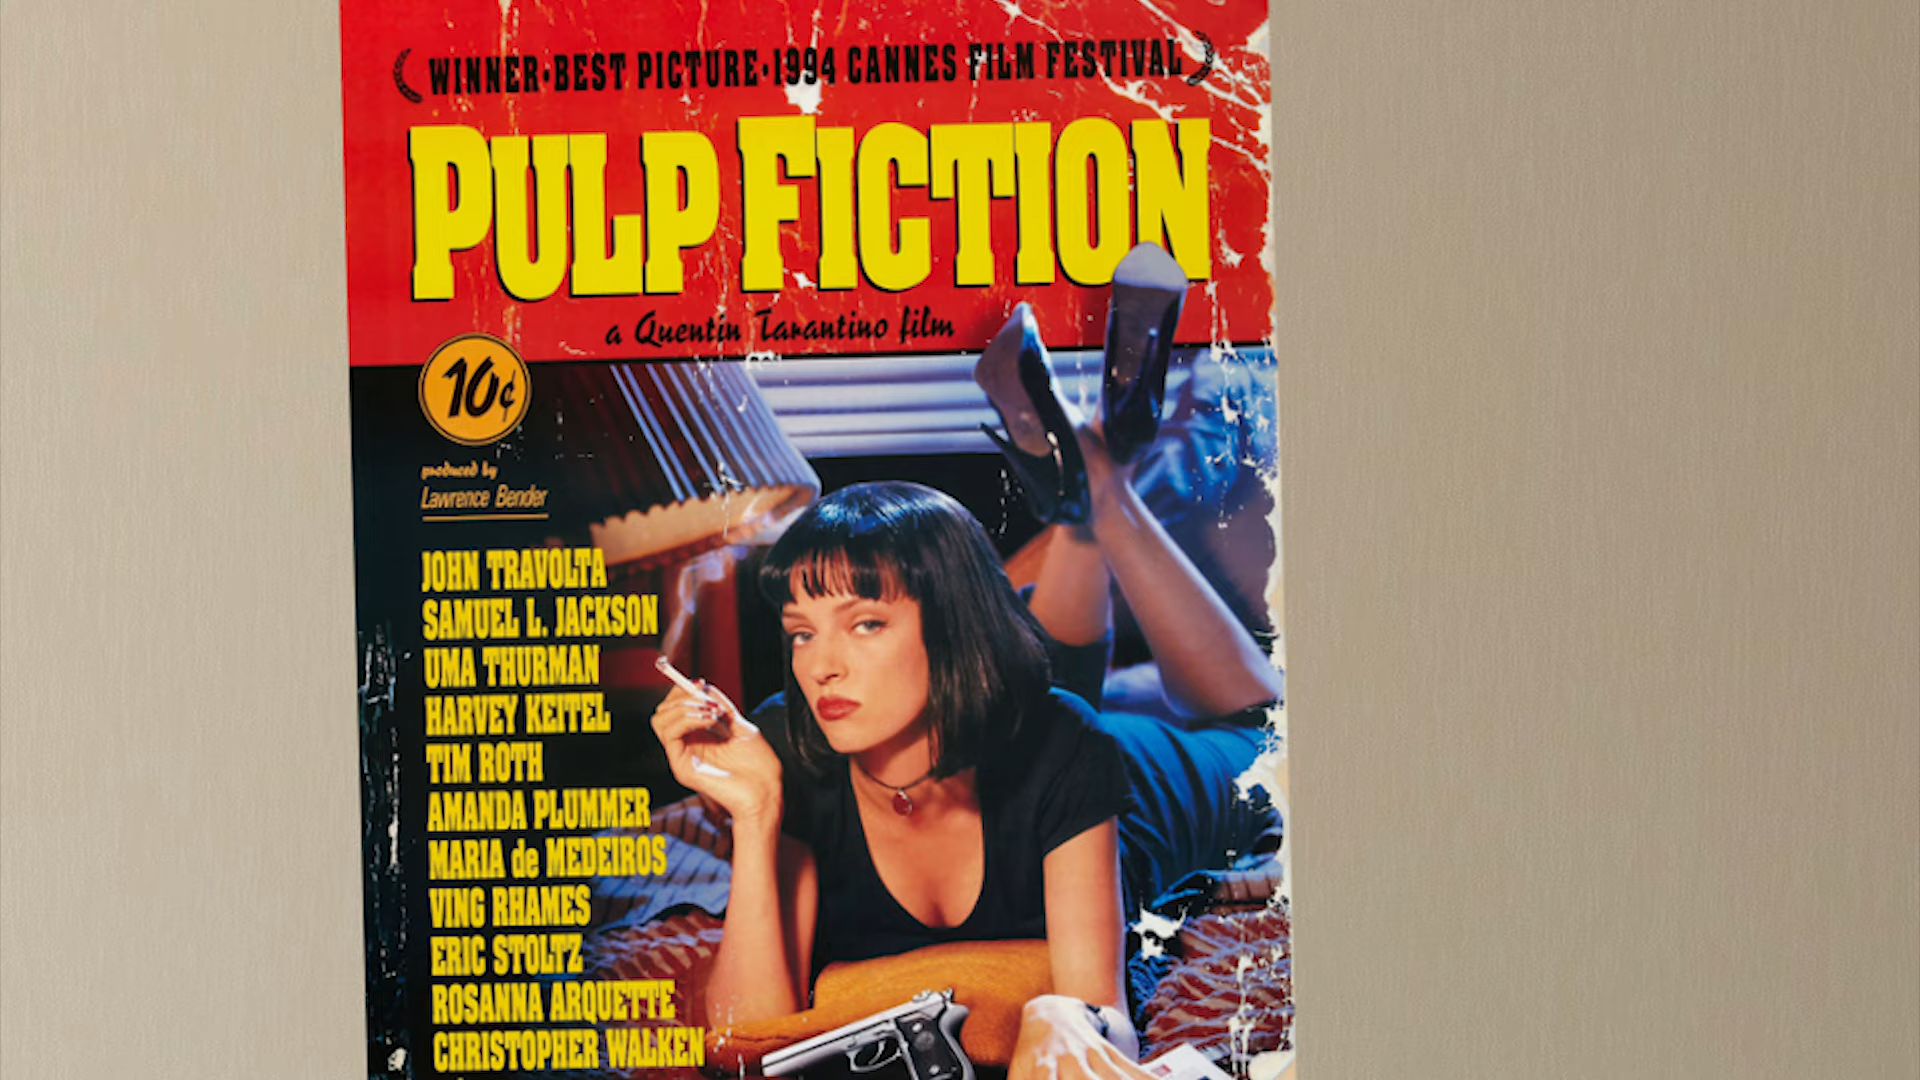 WINNER·BEST PICTURE·1994 CANNES FILM FESTIVAL
PULP FICTION
a Quentin Tarantino film
10¢
produced by
Lawrence Bender
JOHN TRAVOLTA
SAMUEL L. JACKSON
UMA THURMAN
HARVEY KEITEL
TIM ROTH
AMANDA PLUMMER
MARIA de MEDEIROS
VING RHAMES
ERIC STOLTZ
ROSANNA ARQUETTE
CHRISTOPHER WALKEN